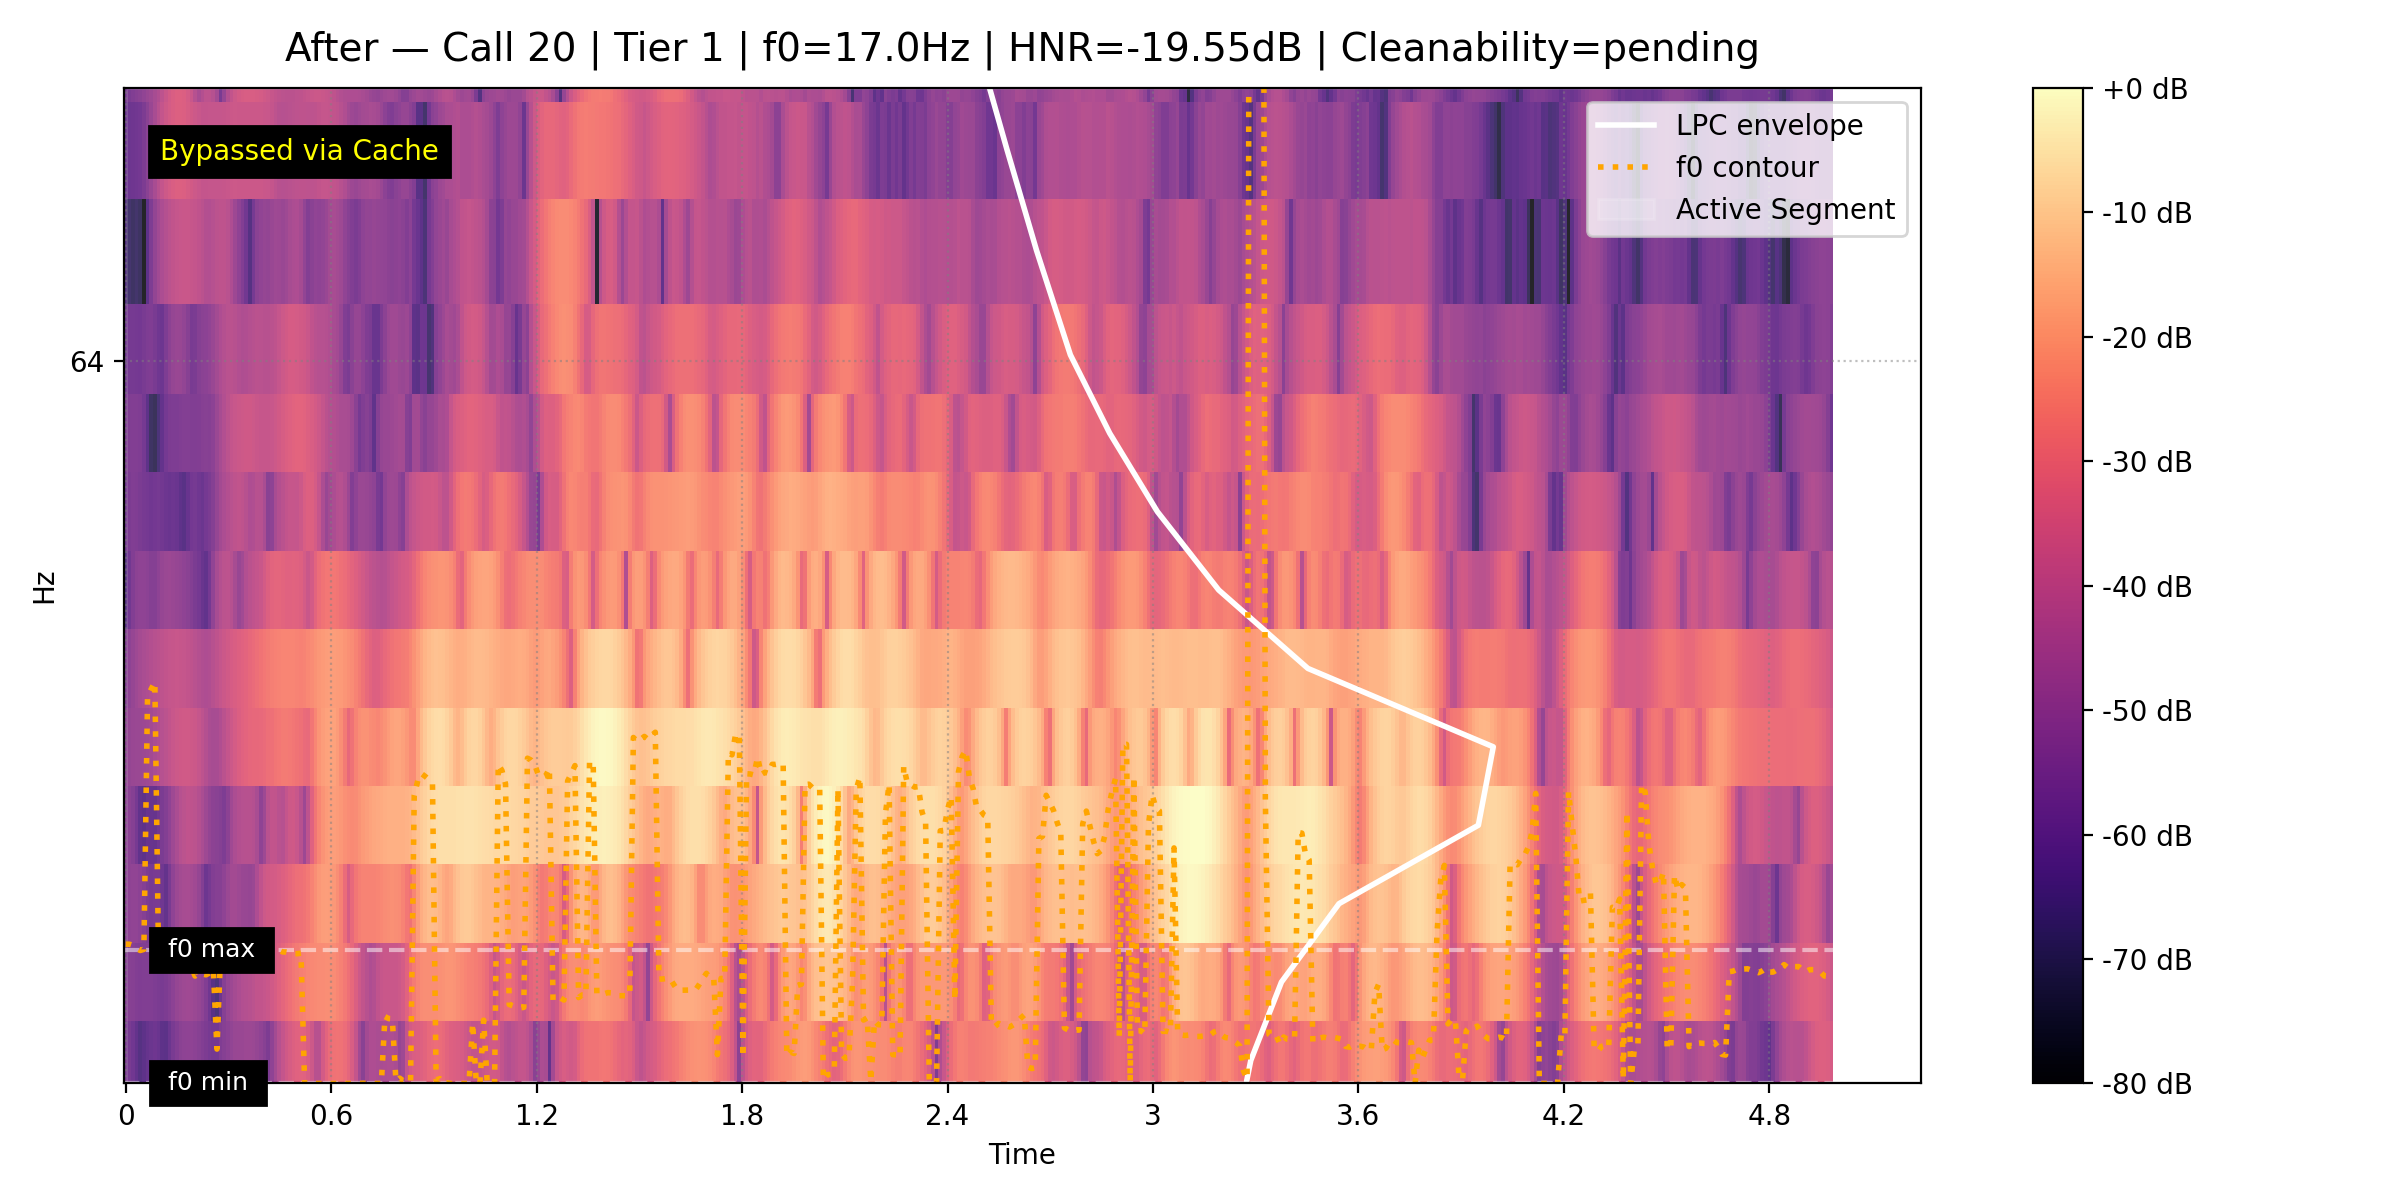 After — Call 20 | Tier 1 | f0=17.0Hz | HNR=-19.55dB | Cleanability=pending
Bypassed via Cache
LPC envelope
f0 contour
Active Segment
+0 dB
-10 dB
-20 dB
-30 dB
-40 dB
-50 dB
-60 dB
-70 dB
-80 dB
64
Hz
f0 max
f0 min
0 0.6 1.2 1.8 2.4 3 3.6 4.2 4.8
Time